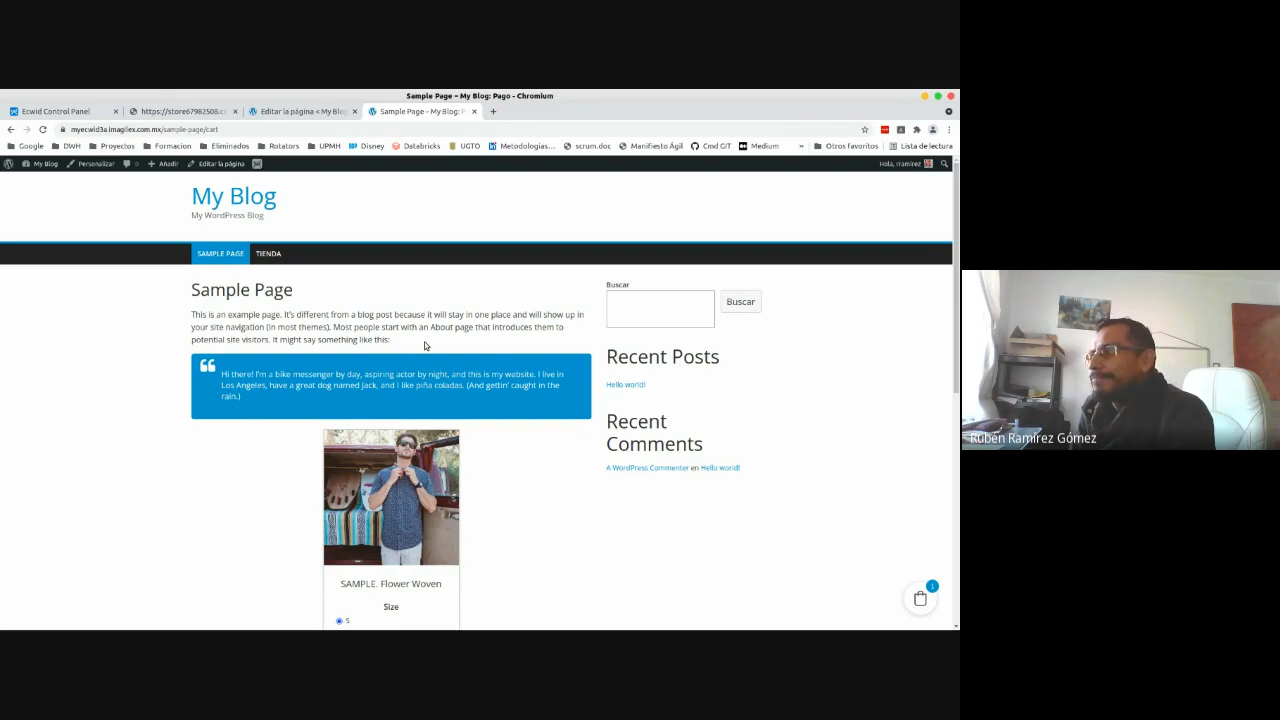 Sample Page – My Blog: Pago - Chromium
Ecwid Control Panel
https://store67982508.c
Editar la página < My Blog
Sample Page – My Blog: P
myecwid3a.imagilex.com.mx/sample-page/cart
Google DWH Proyectos Formacion Eliminados Rotators UPMH Disney Databricks UGTO Metodologias... scrum.doc Manifiesto Ágil Cmd GIT Medium » Otros favoritos Lista de lectura
My Blog Personalizar 0 Añadir Editar la página Hola, rramirez
My Blog
My WordPress Blog
SAMPLE PAGE TIENDA
Sample Page
This is an example page. It's different from a blog post because it will stay in one place and will show up in
your site navigation (in most themes). Most people start with an About page that introduces them to
potential site visitors. It might say something like this:
Hi there! I'm a bike messenger by day, aspiring actor by night, and this is my website. I live in
Los Angeles, have a great dog named Jack, and I like piña coladas. (And gettin' caught in the
rain.)
SAMPLE. Flower Woven
Size
S
Buscar
Buscar
Recent Posts
Hello world!
Recent
Comments
A WordPress Commenter en Hello world!
1
Rubén Ramírez Gómez